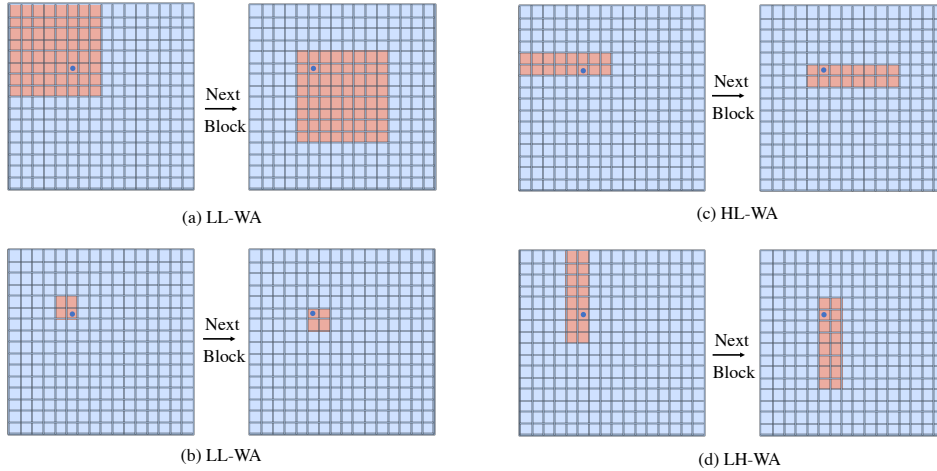 Next
Block
(a) LL-WA
Next
Block
(c) HL-WA
Next
Block
(b) LL-WA
Next
Block
(d) LH-WA